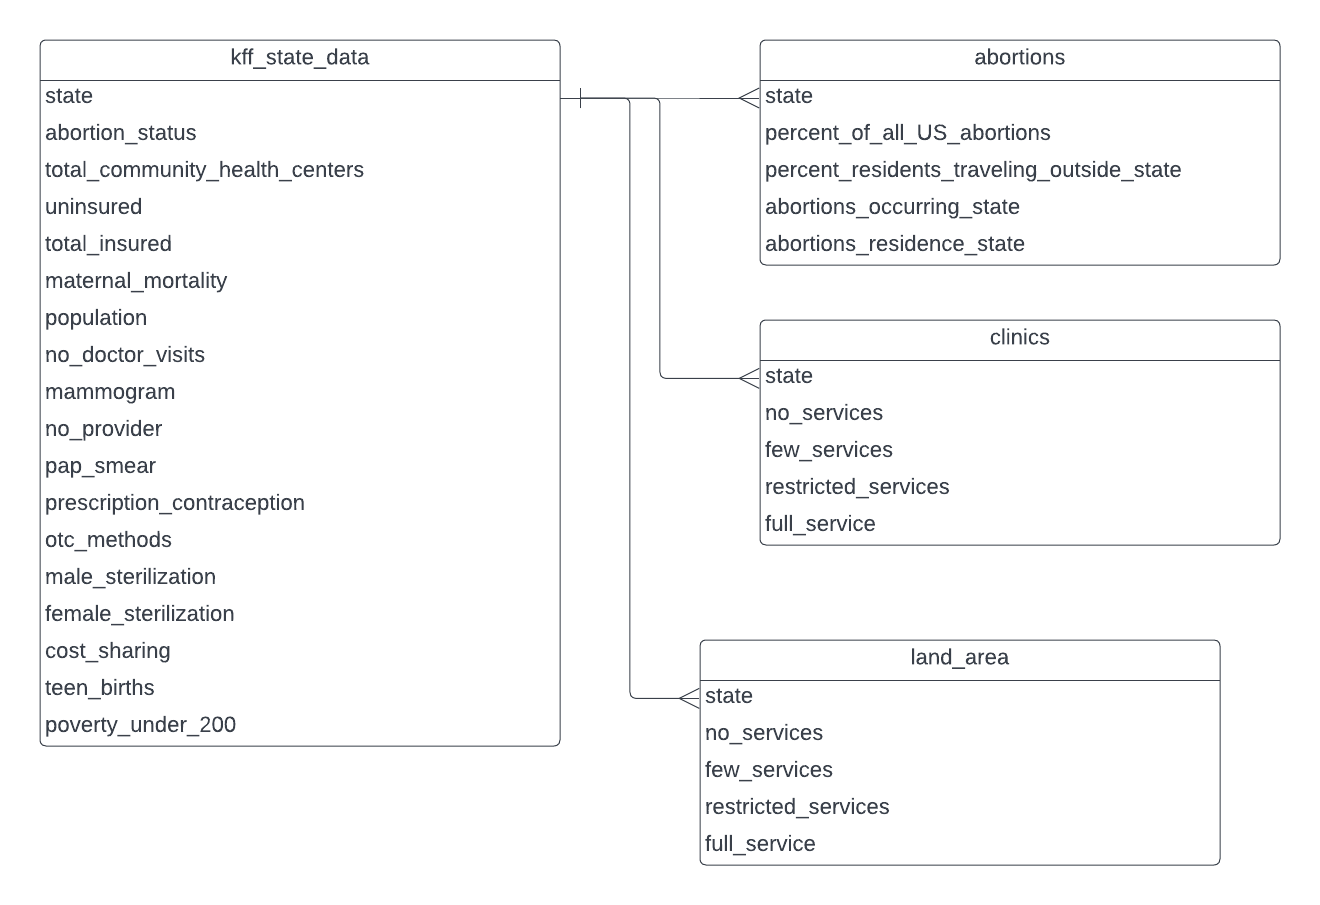 kff_state_data
state
abortion_status
total_community_health_centers
uninsured
total_insured
maternal_mortality
population
no_doctor_visits
mammogram
no_provider
pap_smear
prescription_contraception
otc_methods
male_sterilization
female_sterilization
cost_sharing
teen_births
poverty_under_200
abortions
state
percent_of_all_US_abortions
percent_residents_traveling_outside_state
abortions_occurring_state
abortions_residence_state
clinics
state
no_services
few_services
restricted_services
full_service
land_area
state
no_services
few_services
restricted_services
full_service